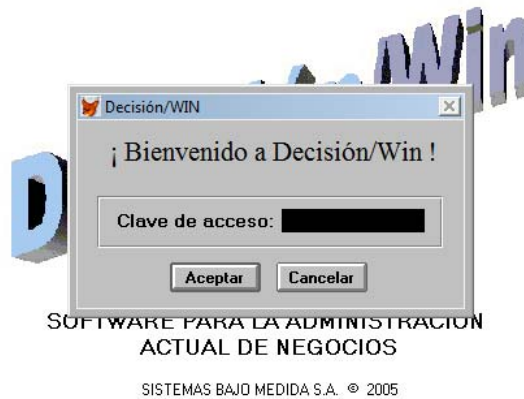 Win
Decisión/WIN
¡ Bienvenido a Decisión/Win !
Clave de acceso:
Aceptar
Cancelar
SOFTWARE PARA LA ADMINISTRACION
ACTUAL DE NEGOCIOS
SISTEMAS BAJO MEDIDA S.A. © 2005